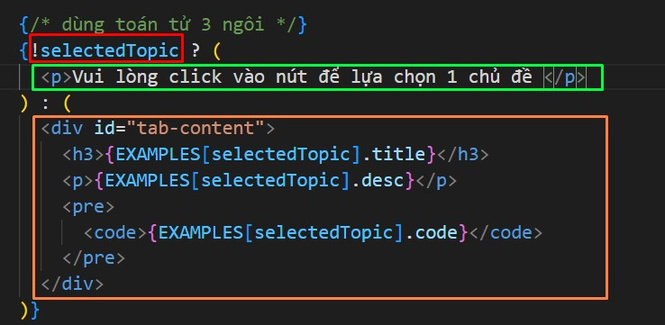 {/* dùng toán tử 3 ngôi */}
{!selectedTopic ? (
<p>Vui lòng click vào nút để lựa chọn 1 chủ đề </p>
) : (
<div id="tab-content">
<h3>{EXAMPLES[selectedTopic].title}</h3>
<p>{EXAMPLES[selectedTopic].desc}</p>
<pre>
<code>{EXAMPLES[selectedTopic].code}</code>
</pre>
</div>
)}